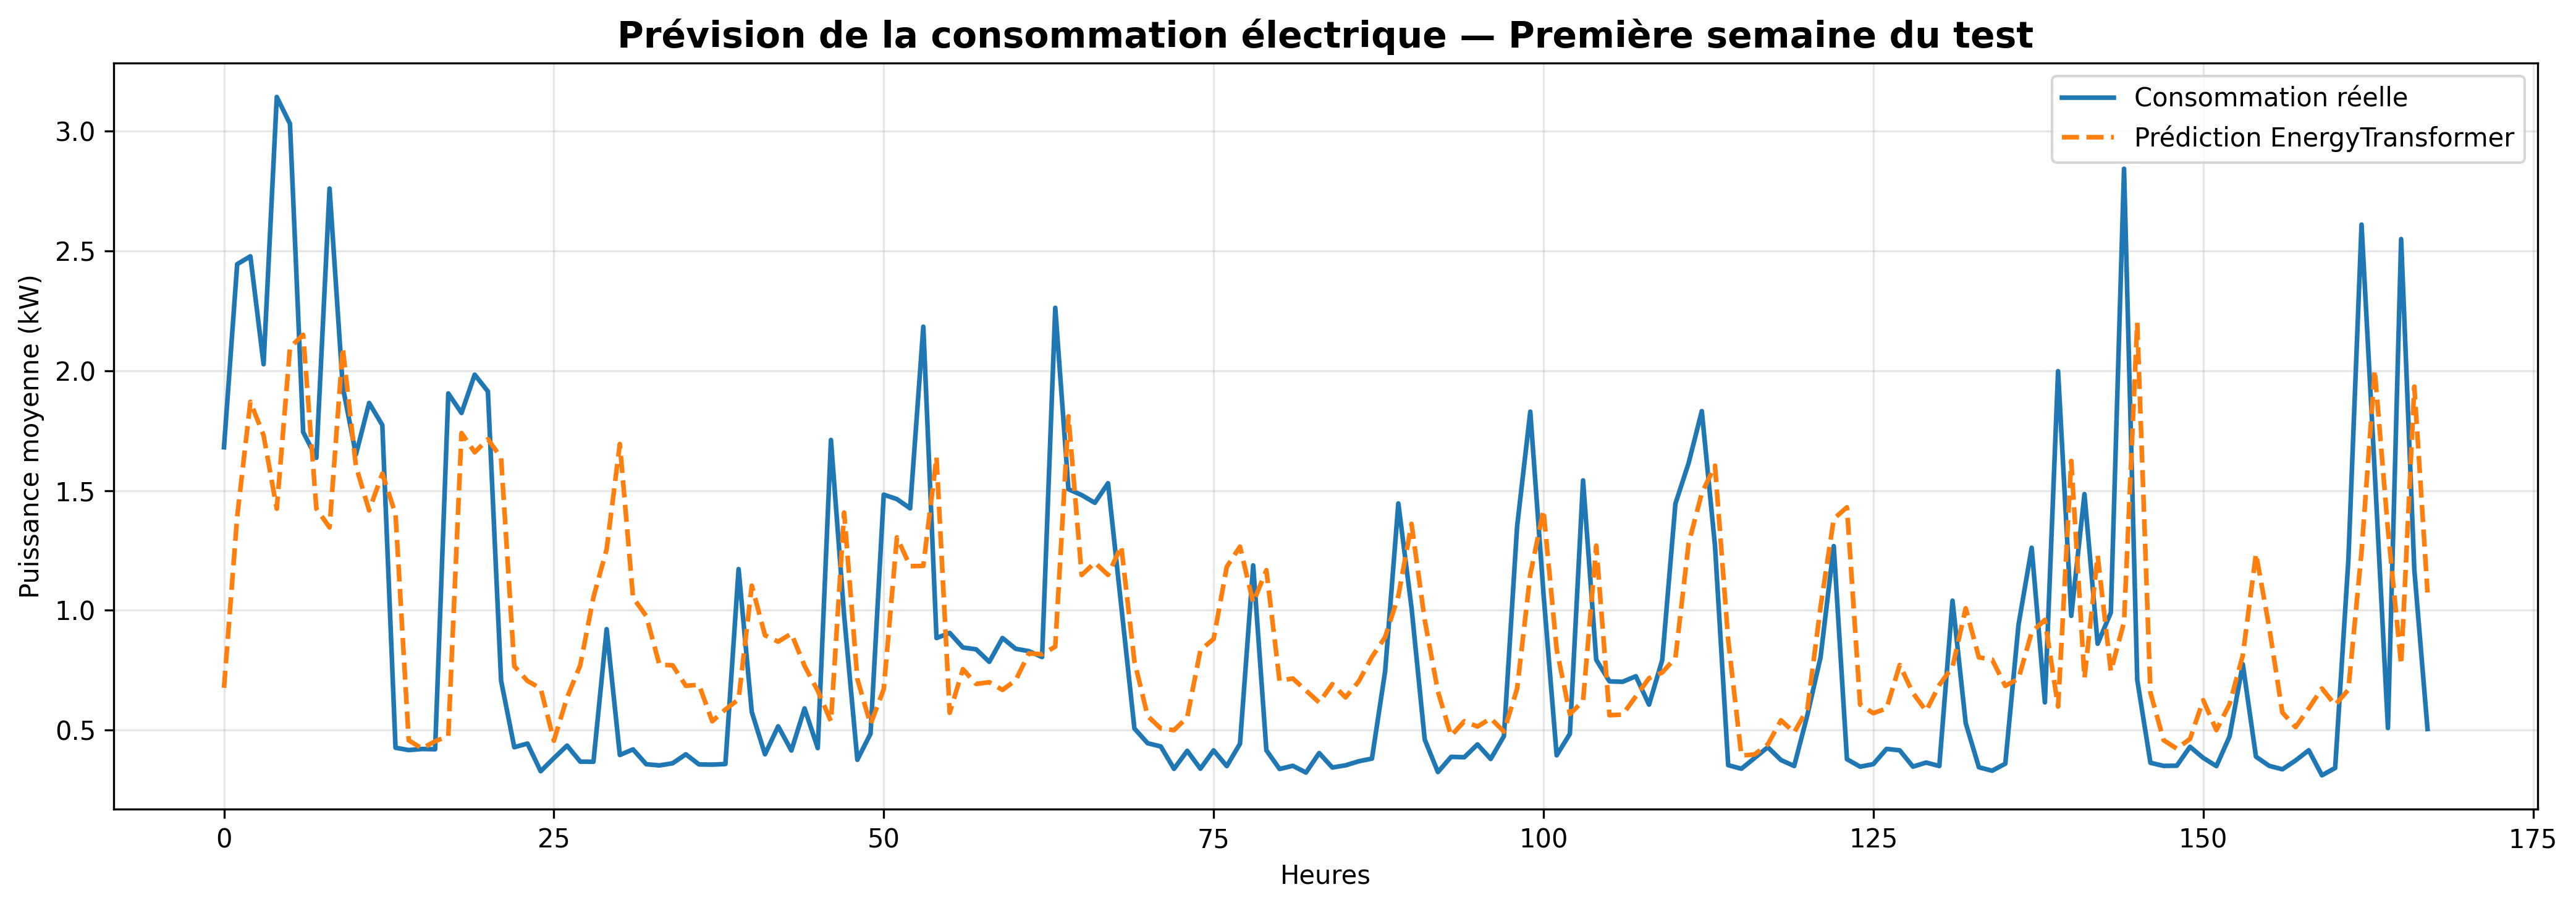 Prévision de la consommation électrique — Première semaine du test
Consommation réelle
Prédiction EnergyTransformer
Puissance moyenne (kW)
3.0
2.5
2.0
1.5
1.0
0.5
0 25 50 75 100 125 150 175
Heures